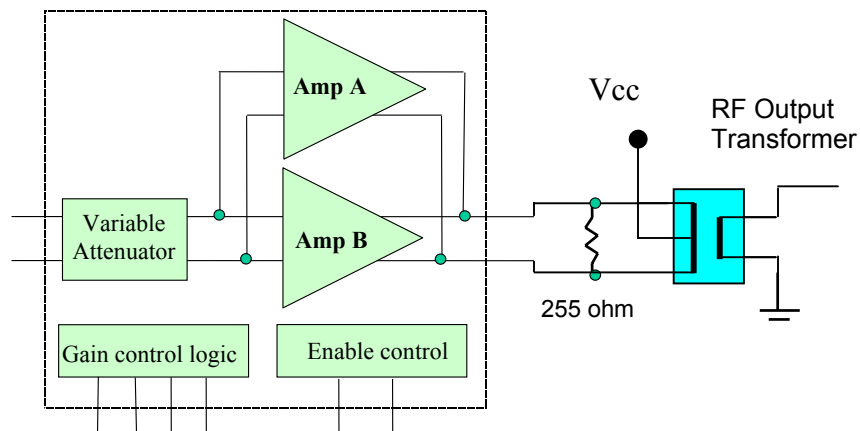 Amp A
Vcc
RF Output
Transformer
Variable
Attenuator
Amp B
255 ohm
Gain control logic
Enable control